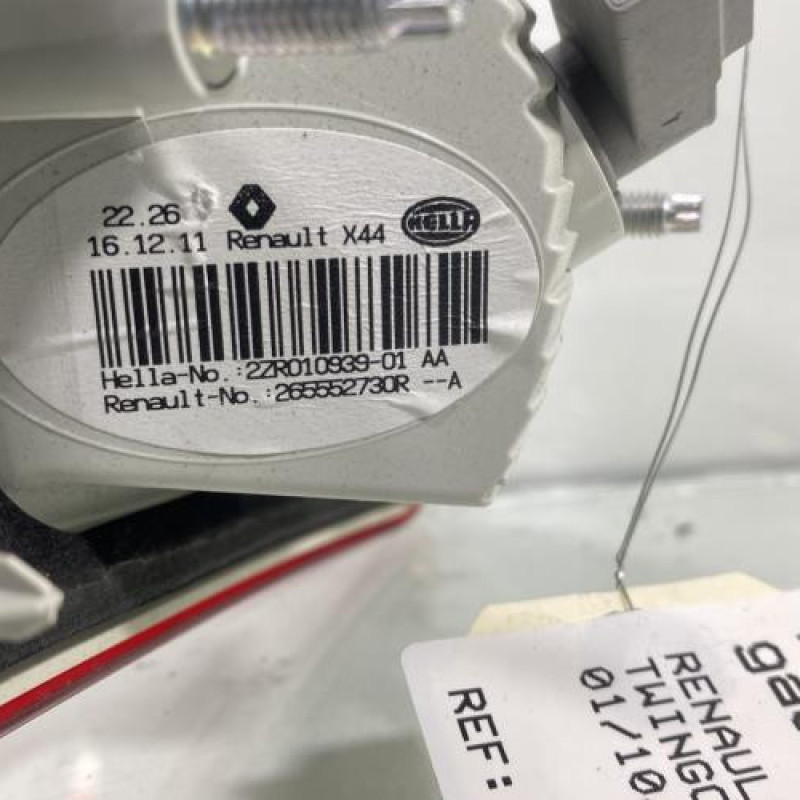 22.26
16.12.11 Renault X44 HELLA
Hella-No.:2ZR010939-01 AA
Renault-No.:265552730R --A
REF:
RENAUL
TWINGO
01/10